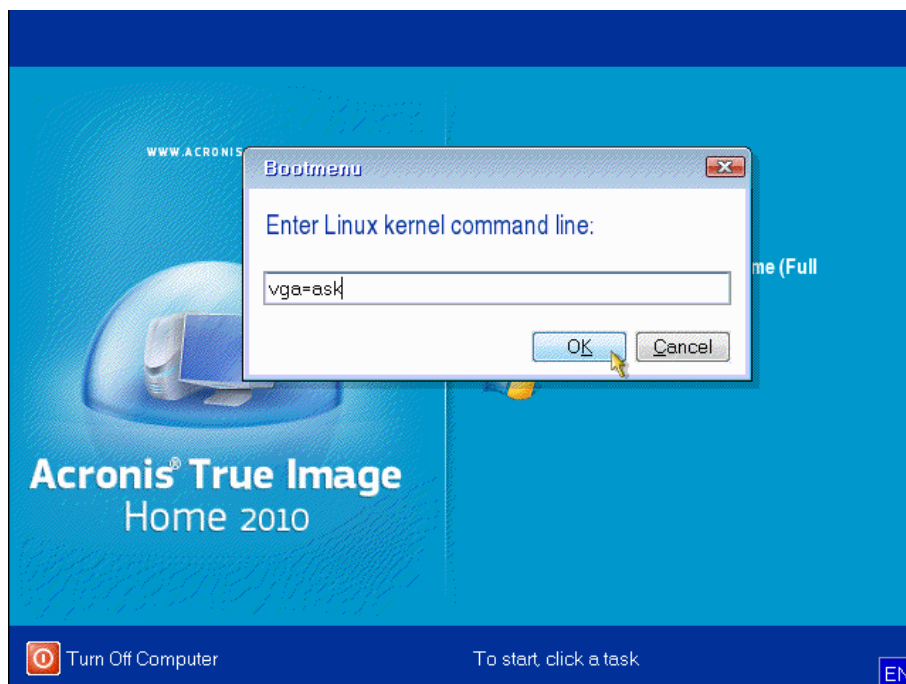 WWW.ACRONIS
Bootmenu
Enter Linux kernel command line:
me (Full
vga=ask
OK
Cancel
Acronis® True Image
Home 2010
Turn Off Computer
To start, click a task
EN